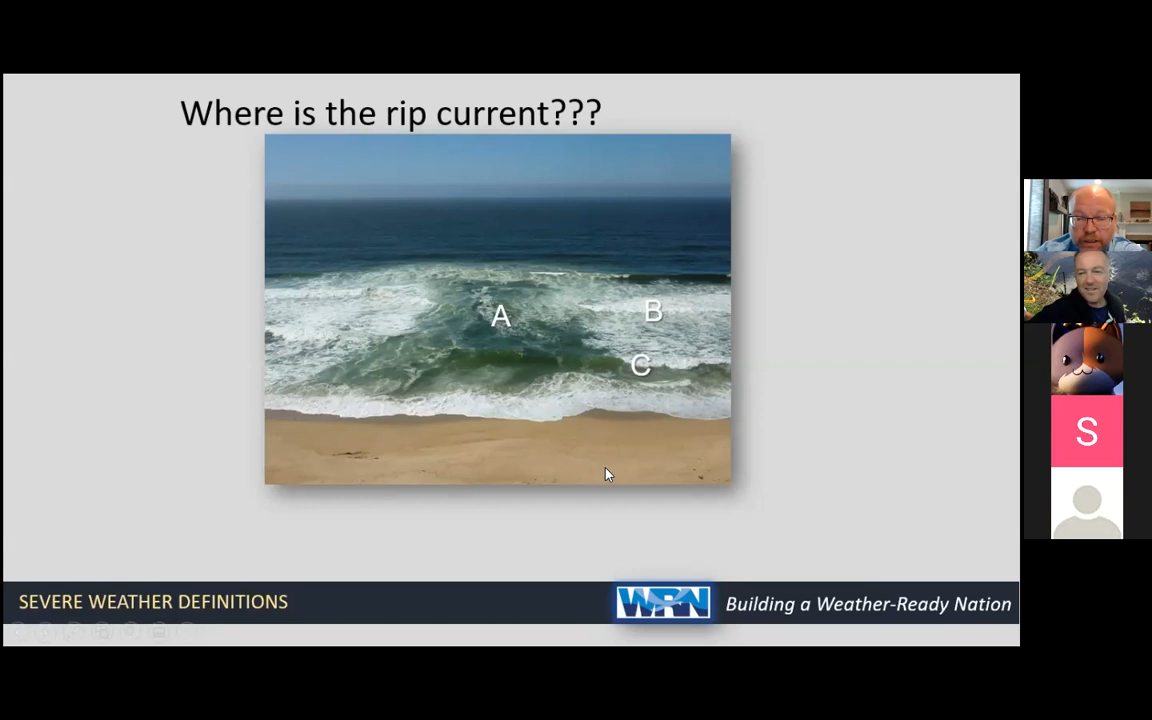 Where is the rip current???
A
B
C
S
SEVERE WEATHER DEFINITIONS
WRN
Building a Weather-Ready Nation